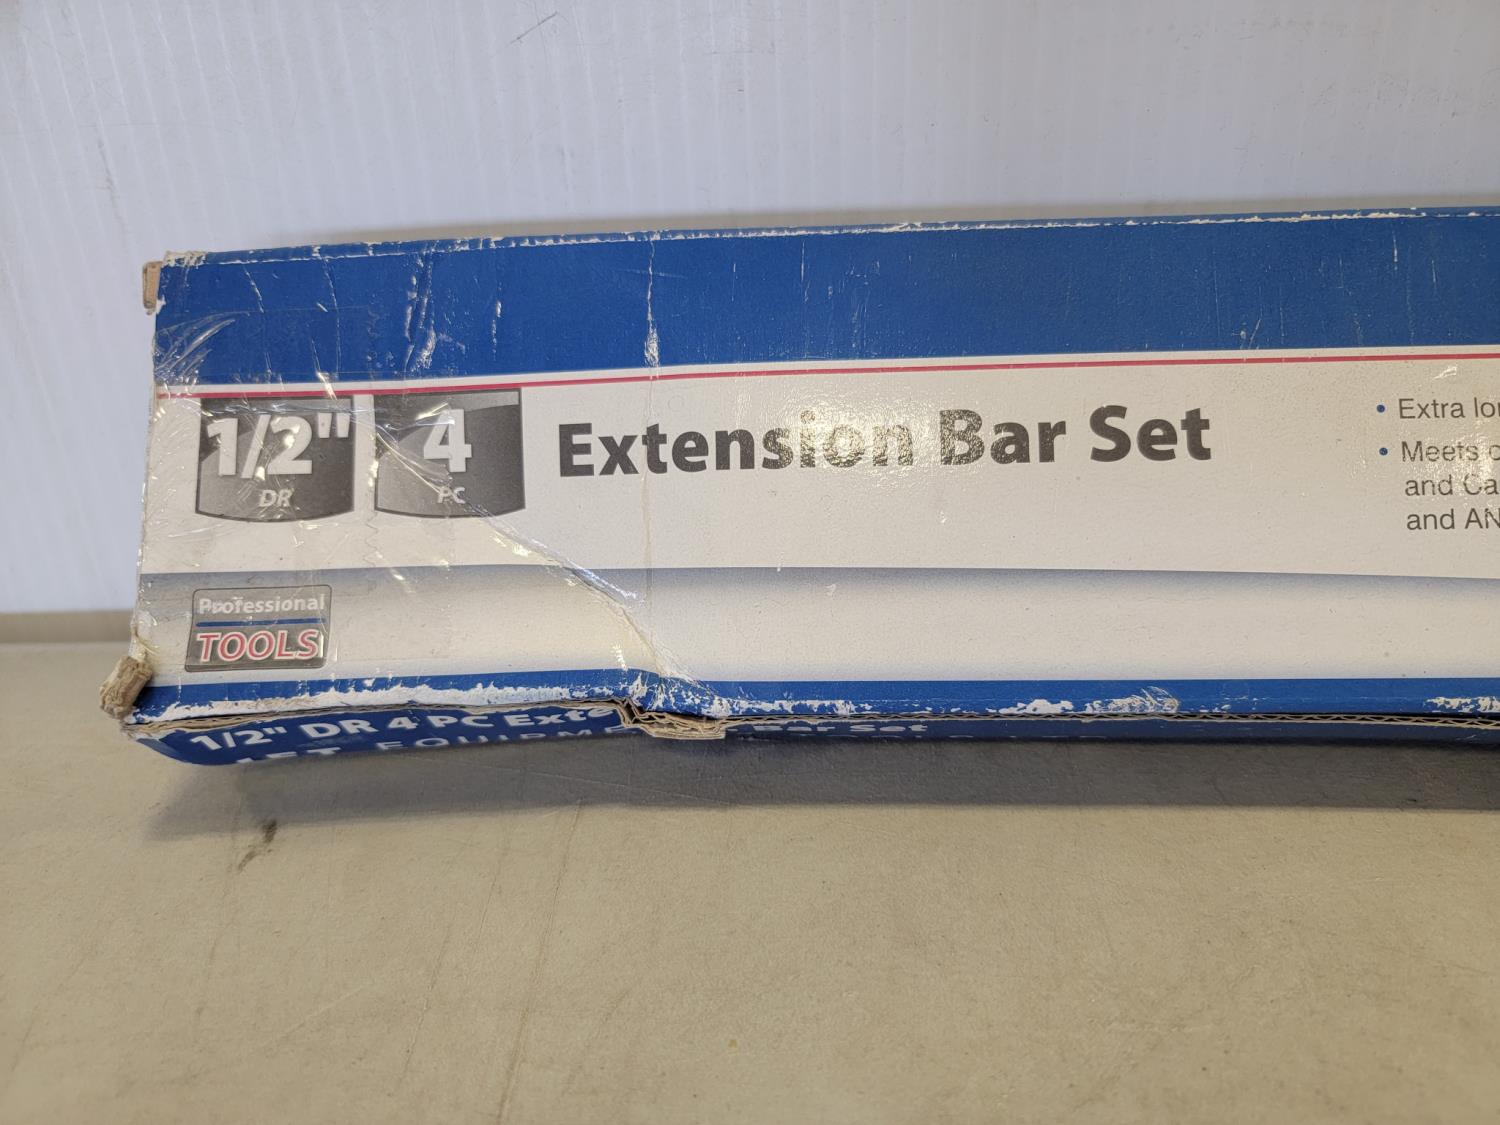 1/2" DR
4 PC
Extension Bar Set
• Extra lo
• Meets
and Ca
and AN
Professional
TOOLS
1/2" DR 4 PC Exte Bar Set